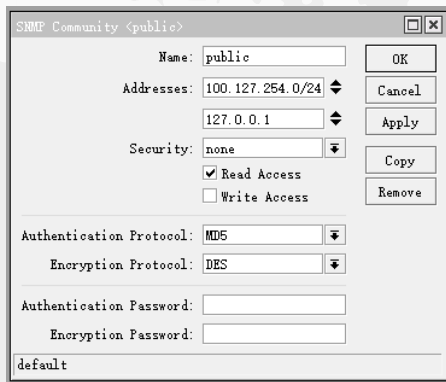 SNMP Community <public>
Name: public
OK
Addresses: 100.127.254.0/24
Cancel
127.0.0.1
Apply
Security: none
Copy
Read Access
Write Access
Remove
Authentication Protocol: MD5
Encryption Protocol: DES
Authentication Password:
Encryption Password:
default